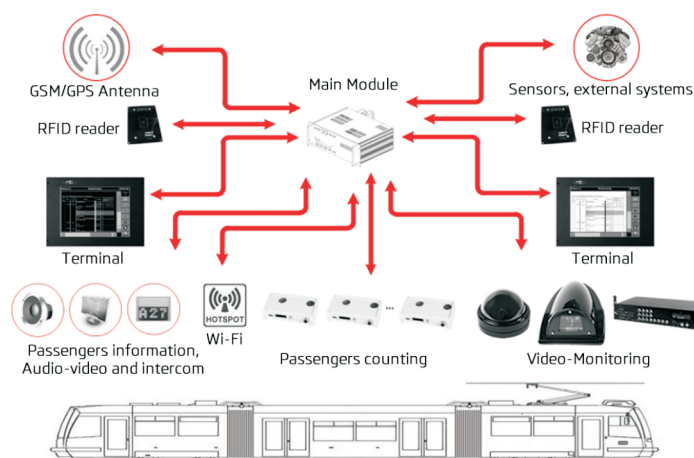 Main Module
GSM/GPS Antenna
Sensors, external systems
RFID reader
RFID reader
Terminal
Terminal
A27
HOTSPOT
Wi-Fi
Passengers information,
Audio-video and intercom
...
Passengers counting
Video-Monitoring